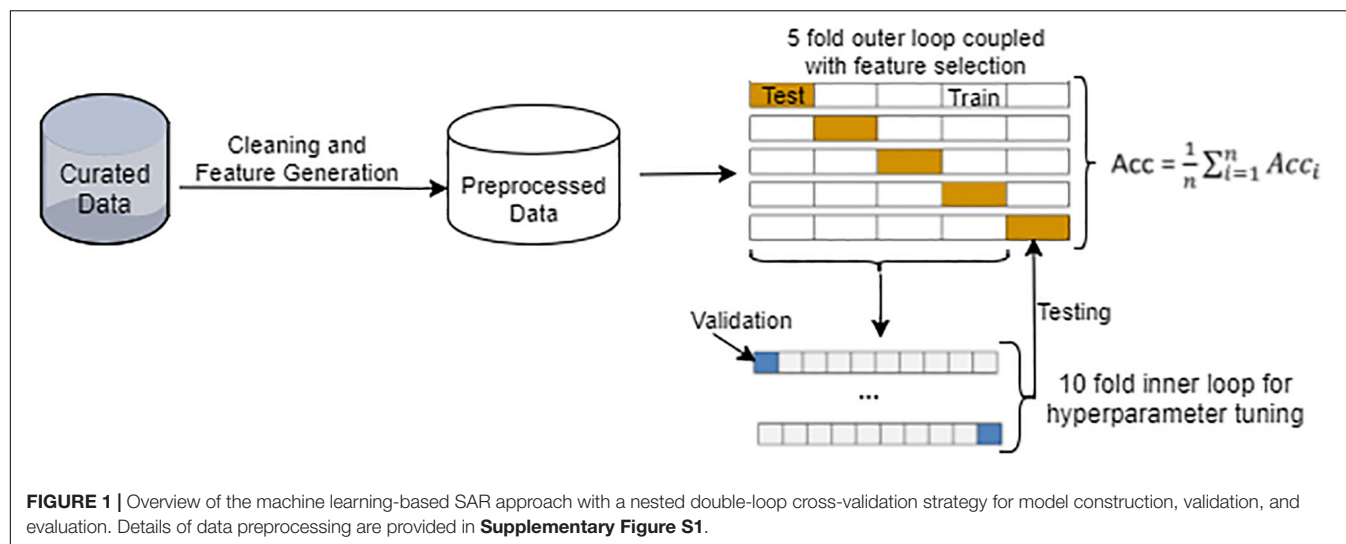 5 fold outer loop coupled
with feature selection
Test
Train
Cleaning and
Feature Generation
Curated
Data
Preprocessed
Data
Acc = \frac{1}{n} \sum_{i=1}^{n} Acc_i
Validation
Testing
...
10 fold inner loop for
hyperparameter tuning
FIGURE 1 | Overview of the machine learning-based SAR approach with a nested double-loop cross-validation strategy for model construction, validation, and
evaluation. Details of data preprocessing are provided in Supplementary Figure S1.